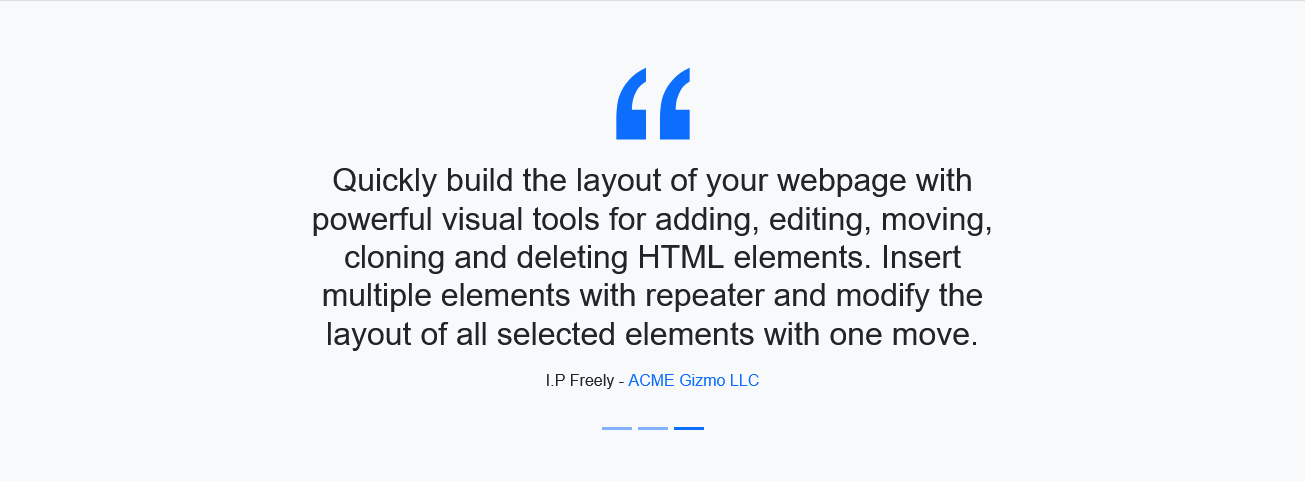 “
Quickly build the layout of your webpage with
powerful visual tools for adding, editing, moving,
cloning and deleting HTML elements. Insert
multiple elements with repeater and modify the
layout of all selected elements with one move.
I.P Freely - ACME Gizmo LLC